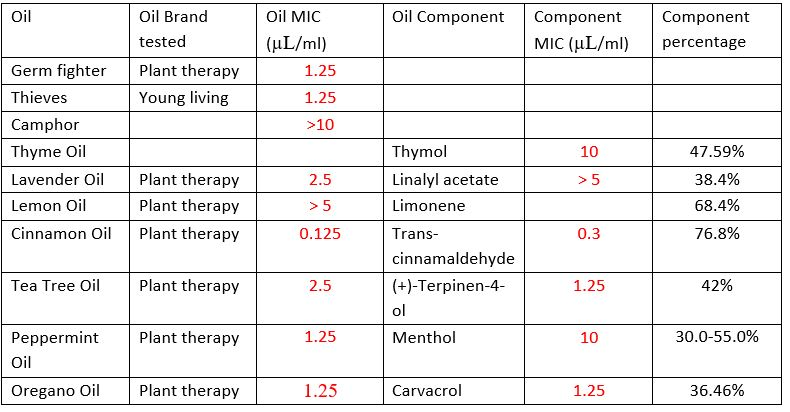 Oil Oil Brand tested Oil MIC (µL/ml) Oil Component Component MIC (µL/ml) Component percentage
Germ fighter Plant therapy 1.25
Thieves Young living 1.25
Camphor >10
Thyme Oil Thymol 10 47.59%
Lavender Oil Plant therapy 2.5 Linalyl acetate > 5 38.4%
Lemon Oil Plant therapy > 5 Limonene 68.4%
Cinnamon Oil Plant therapy 0.125 Trans-cinnamaldehyde 0.3 76.8%
Tea Tree Oil Plant therapy 2.5 (+)-Terpinen-4-ol 1.25 42%
Peppermint Oil Plant therapy 1.25 Menthol 10 30.0-55.0%
Oregano Oil Plant therapy 1.25 Carvacrol 1.25 36.46%